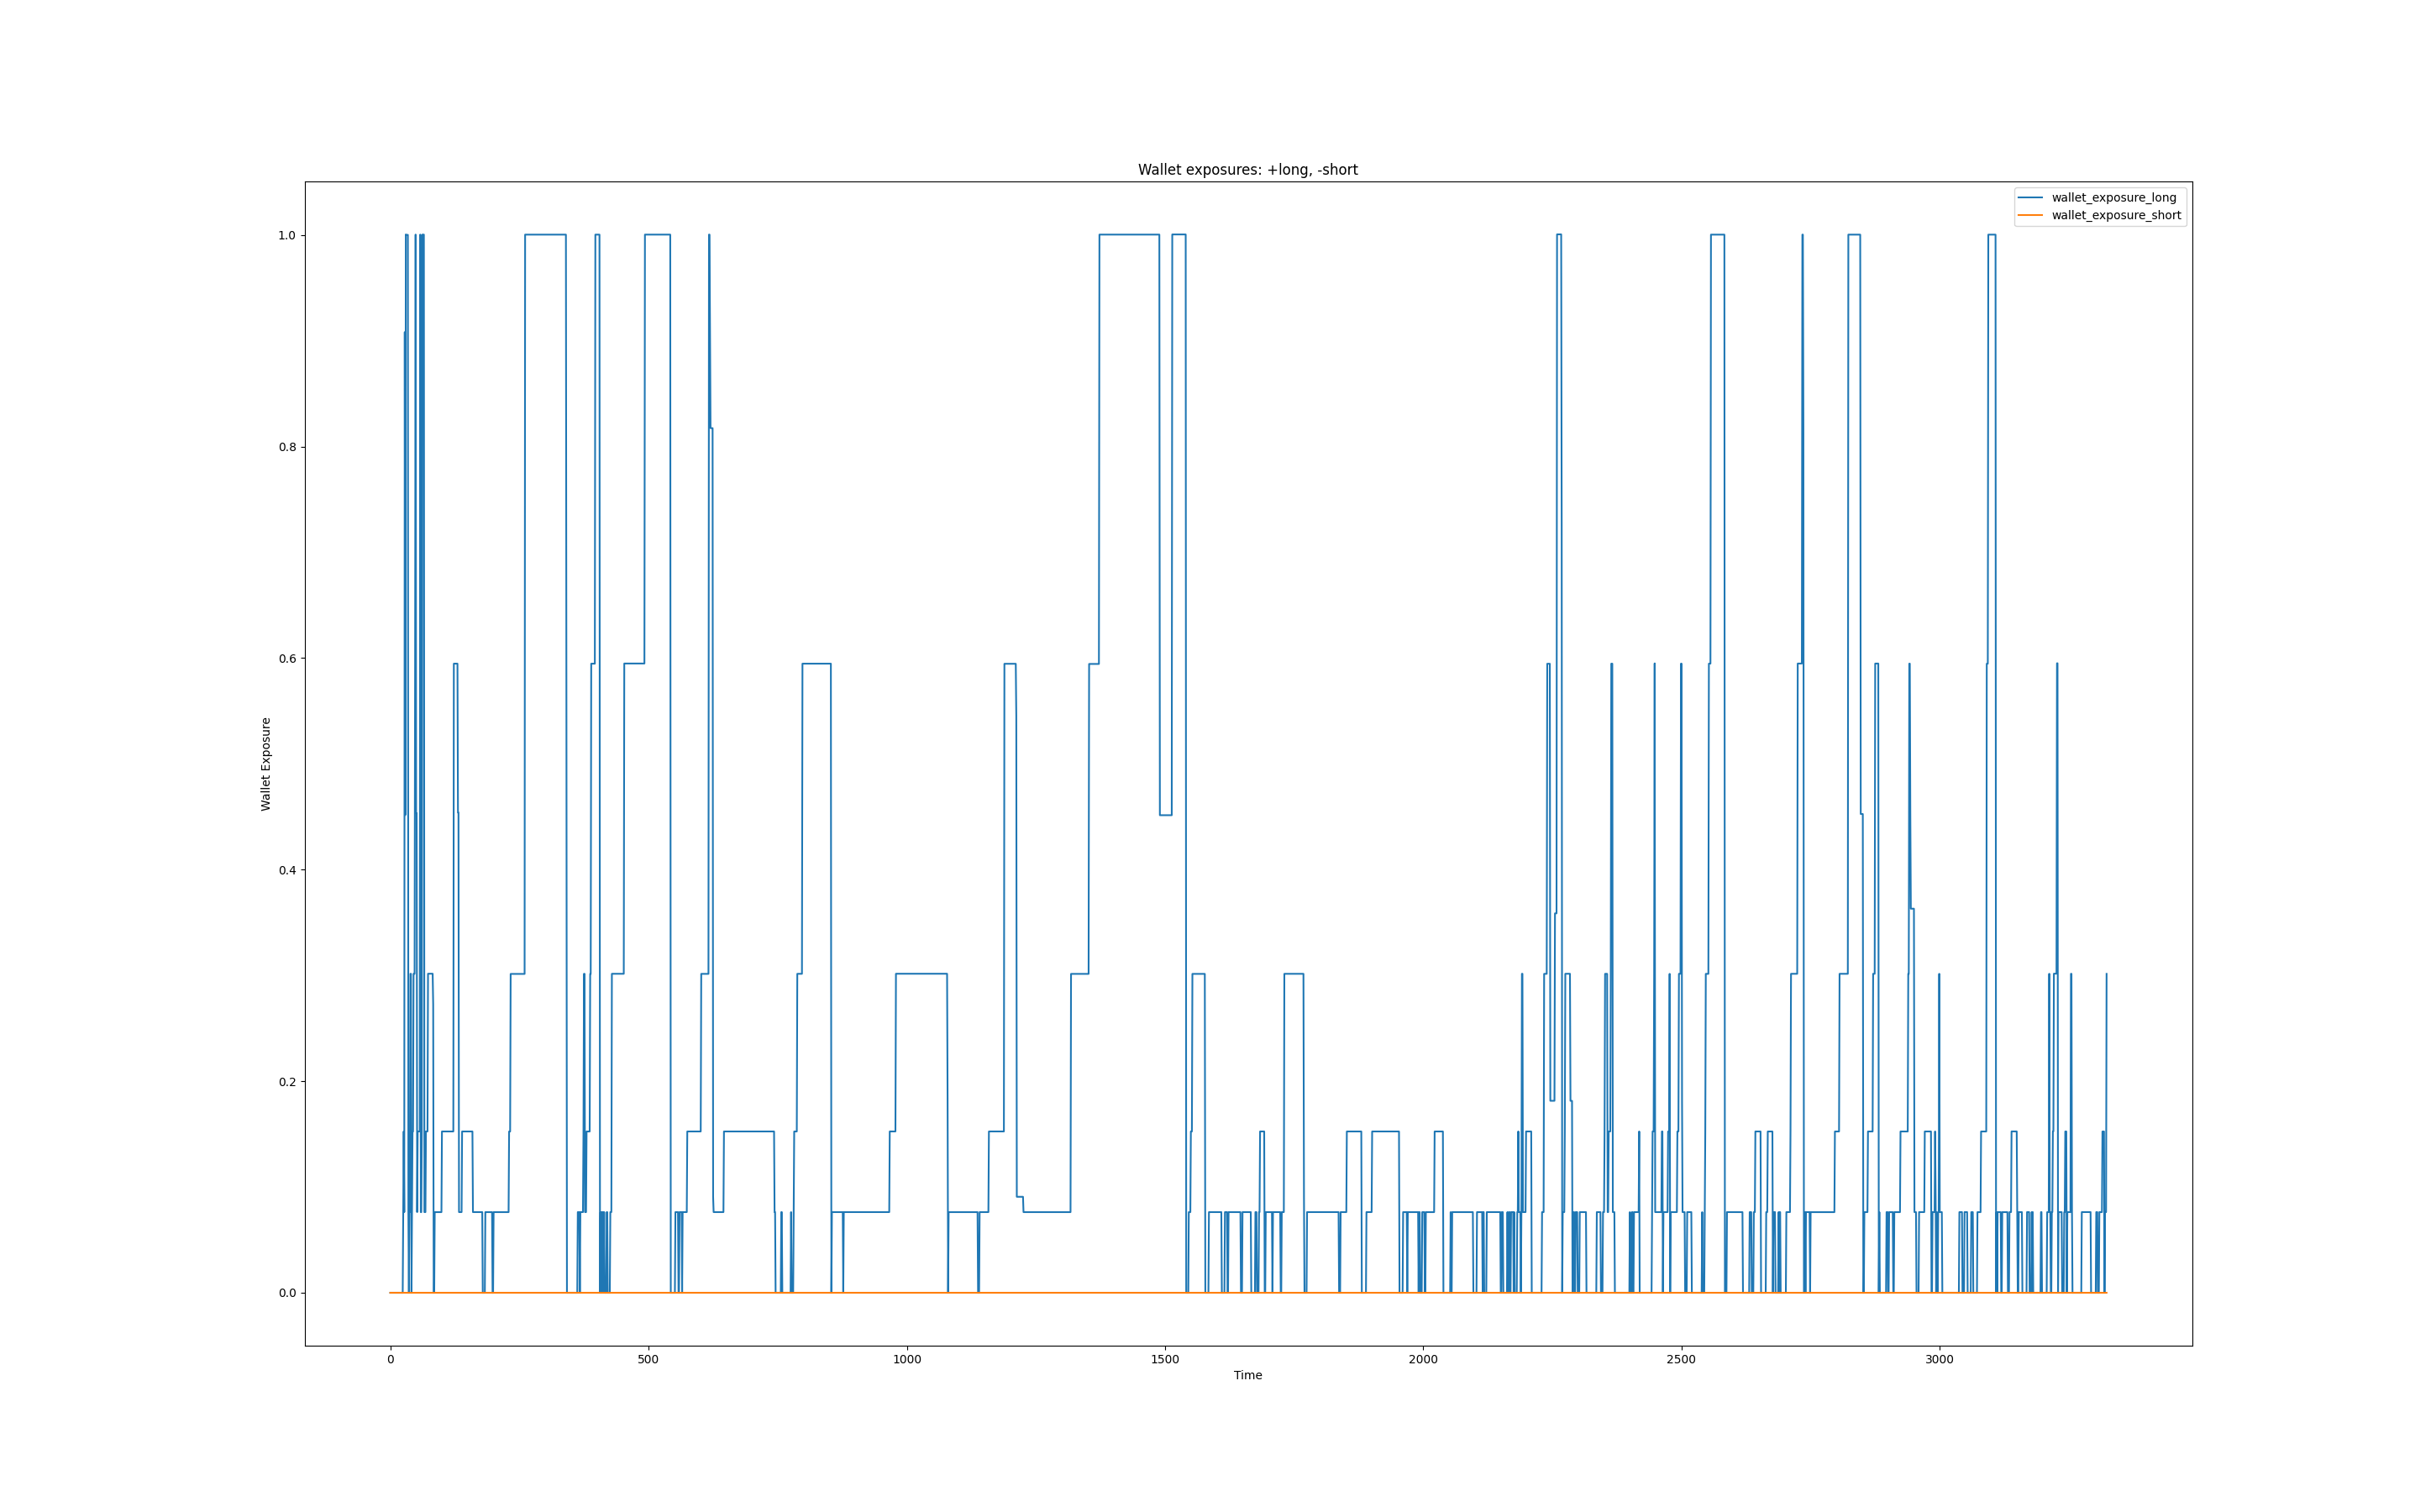 Wallet exposures: +long, -short
wallet_exposure_long
wallet_exposure_short
1.0
0.8
0.6
0.4
0.2
0.0
Wallet Exposure
0 500 1000 1500 2000 2500 3000
Time